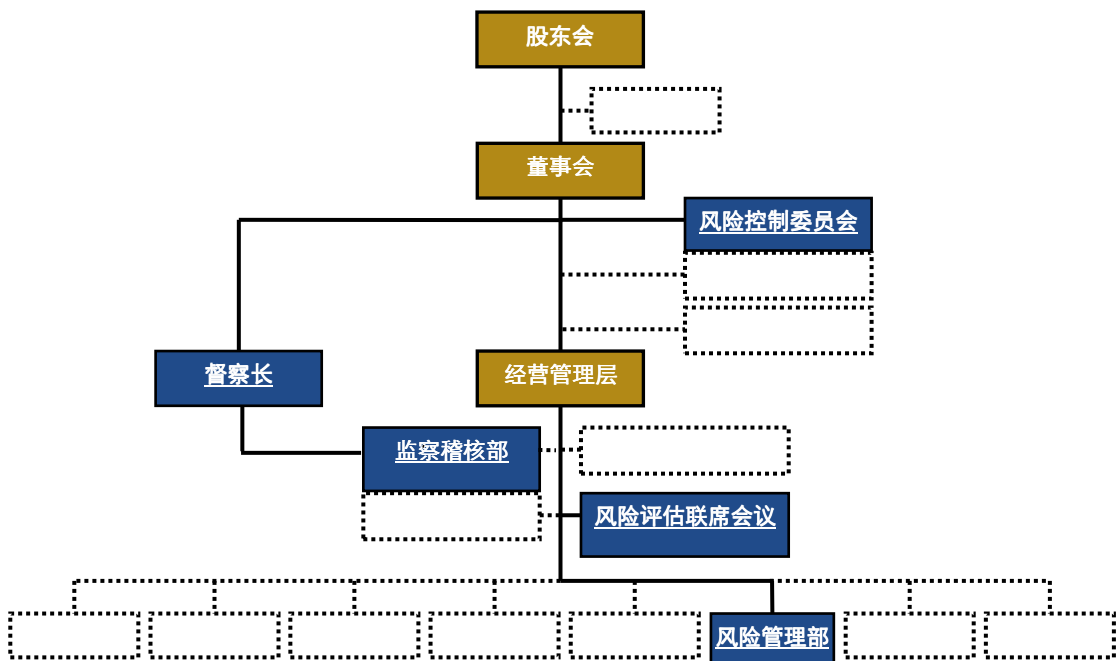 股东会
董事会
风险控制委员会
督察长
经营管理层
监察稽核部
风险评估联席会议
风险管理部